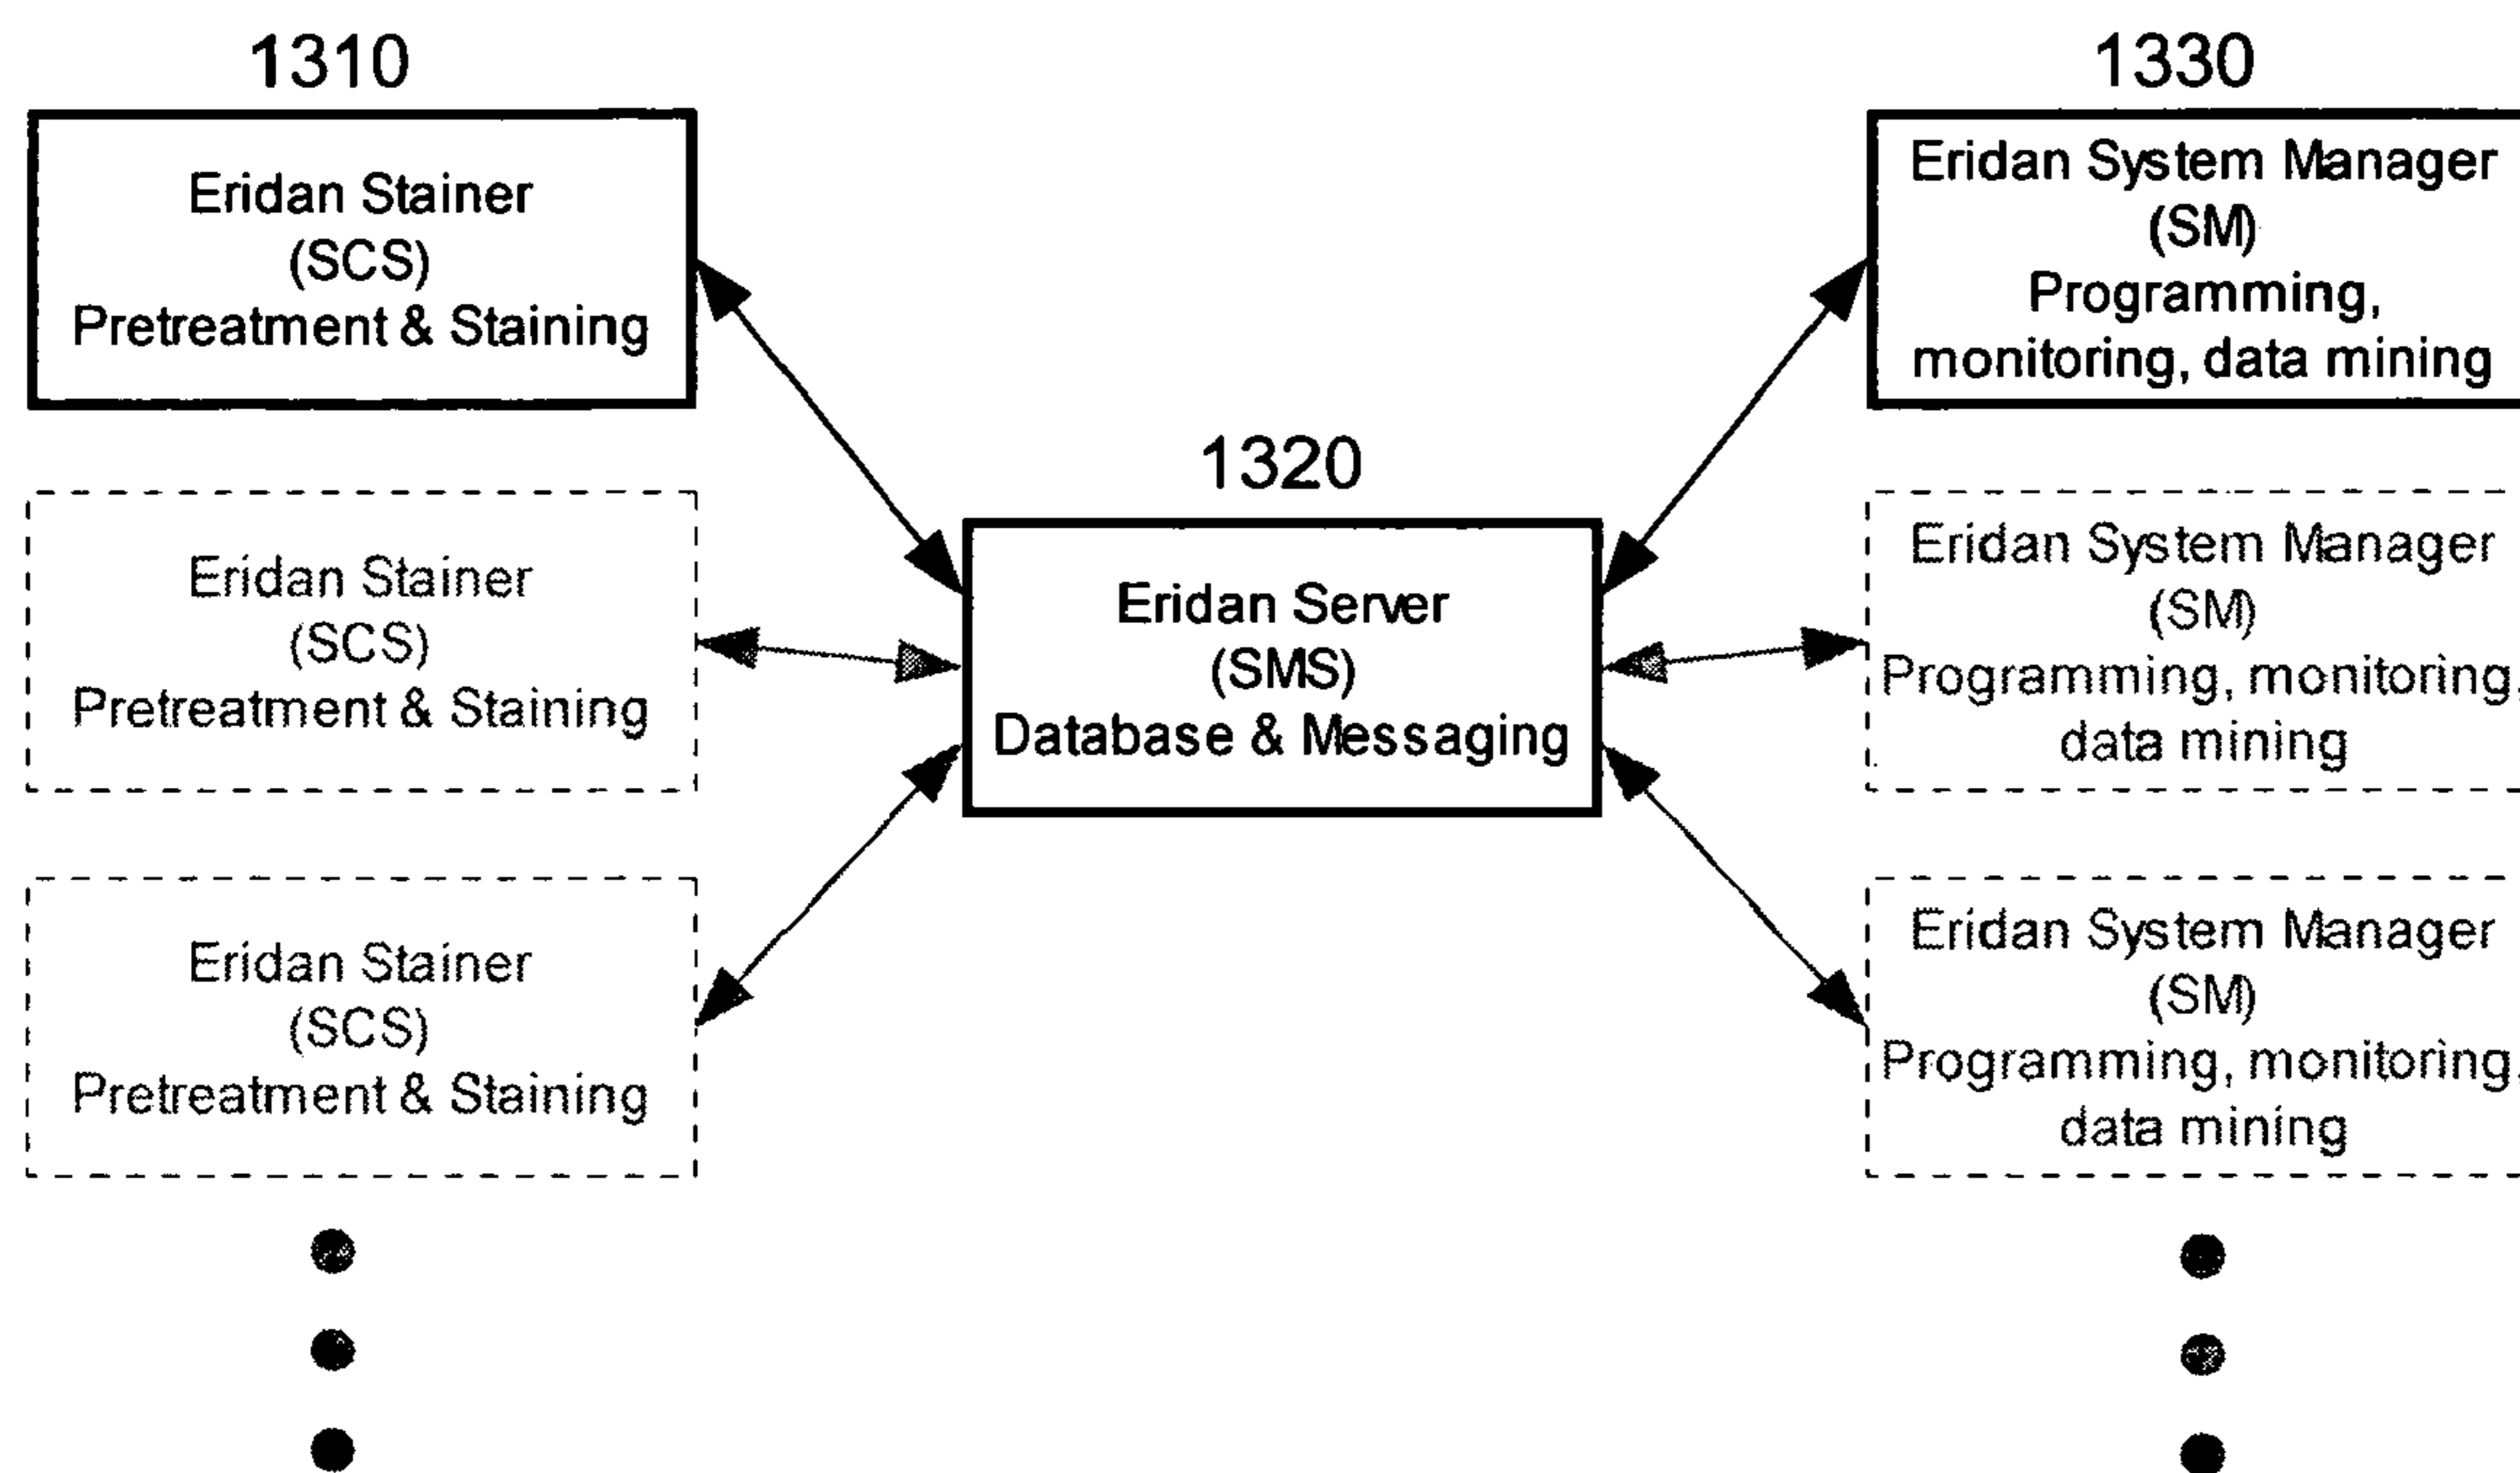 1310
Eridan Stainer
(SCS)
Pretreatment & Staining
Eridan Stainer
(SCS)
Pretreatment & Staining
Eridan Stainer
(SCS)
Pretreatment & Staining
1320
Eridan Server
(SMS)
Database & Messaging
1330
Eridan System Manager
(SM)
Programming,
monitoring, data mining
Eridan System Manager
(SM)
Programming, monitoring,
data mining
Eridan System Manager
(SM)
Programming, monitoring,
data mining